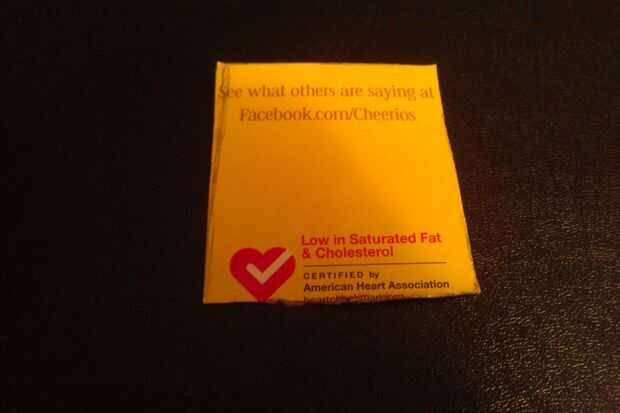 See what others are saying at
Facebook.com/Cheerios
Low in Saturated Fat
& Cholesterol
CERTIFIED by
American Heart Association